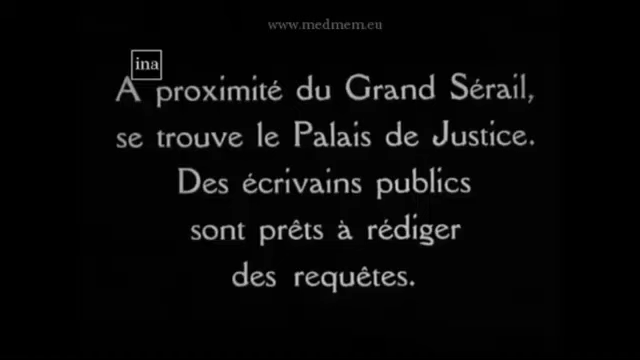 www.medmem.eu
ina
A proximité du Grand Sérail,
se trouve le Palais de Justice.
Des écrivains publics
sont prêts à rédiger
des requêtes.